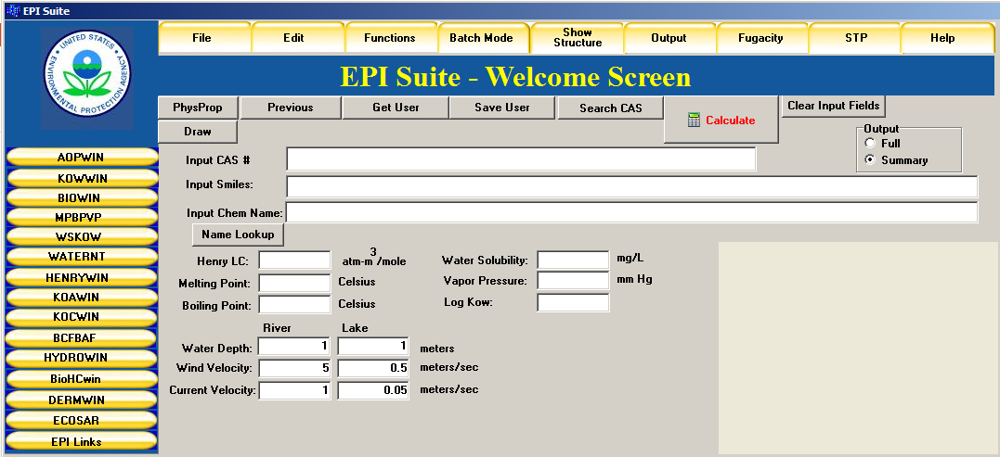 EPI Suite
UNITED STATES
ENVIRONMENTAL PROTECTION AGENCY
File Edit Functions Batch Mode Show Structure Output Fugacity STP Help
EPI Suite - Welcome Screen
PhysProp Previous Get User Save User Search CAS Calculate Clear Input Fields
Draw
Output
Full
Summary
AOPWIN
KOWWIN
BIOWIN
MPBPVP
WSKOW
WATERNT
HENRYWIN
KOAWIN
KOCWIN
BCFBAF
HYDROWIN
BioHCwin
DERMWIN
ECOSAR
EPI Links
Input CAS #
Input Smiles:
Input Chem Name:
Name Lookup
Henry LC: atm-m3/mole Water Solubility: mg/L
Melting Point: Celsius Vapor Pressure: mm Hg
Boiling Point: Celsius Log Kow:
River Lake
Water Depth: 1 1 meters
Wind Velocity: 5 0.5 meters/sec
Current Velocity: 1 0.05 meters/sec